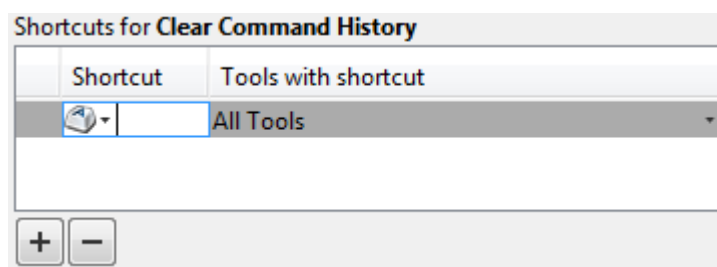 Shortcuts for Clear Command History
Shortcut Tools with shortcut
All Tools
+ −